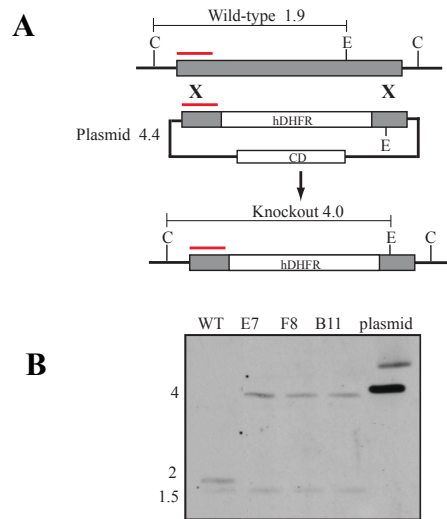 A
Wild-type 1.9
C E C
X X
hDHFR
Plasmid 4.4
E
CD
Knockout 4.0
C E C
hDHFR
B
WT E7 F8 B11 plasmid
4
2
1.5